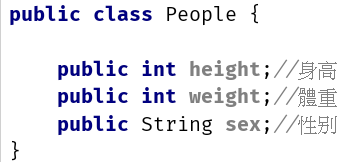 public class People {
public int height;//身高
public int weight;//體重
public String sex;//性別
}